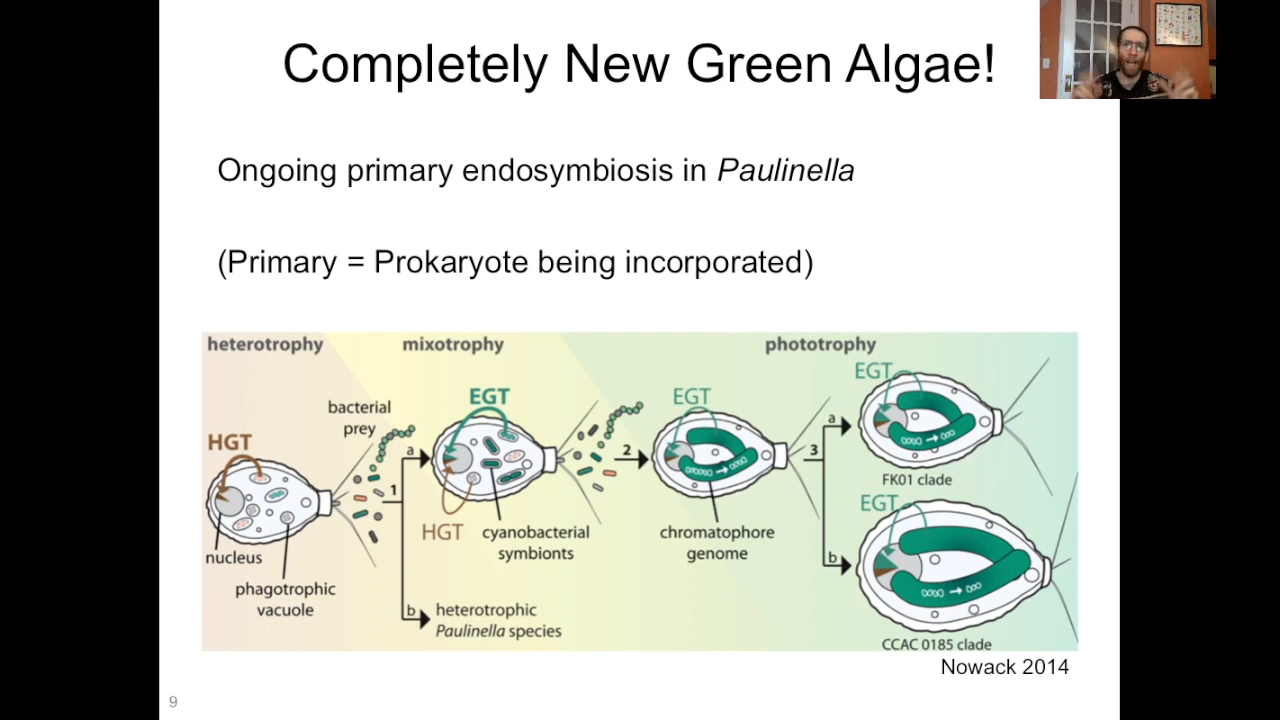 Completely New Green Algae!
Ongoing primary endosymbiosis in Paulinella
(Primary = Prokaryote being incorporated)
heterotrophy
mixotrophy
phototrophy
HGT
nucleus
phagotrophic
vacuole
bacterial
prey
1
a
b
EGT
HGT
cyanobacterial
symbionts
heterotrophic
Paulinella species
2
EGT
chromatophore
genome
3
a
b
EGT
FK01 clade
EGT
CCAC 0185 clade
Nowack 2014
9